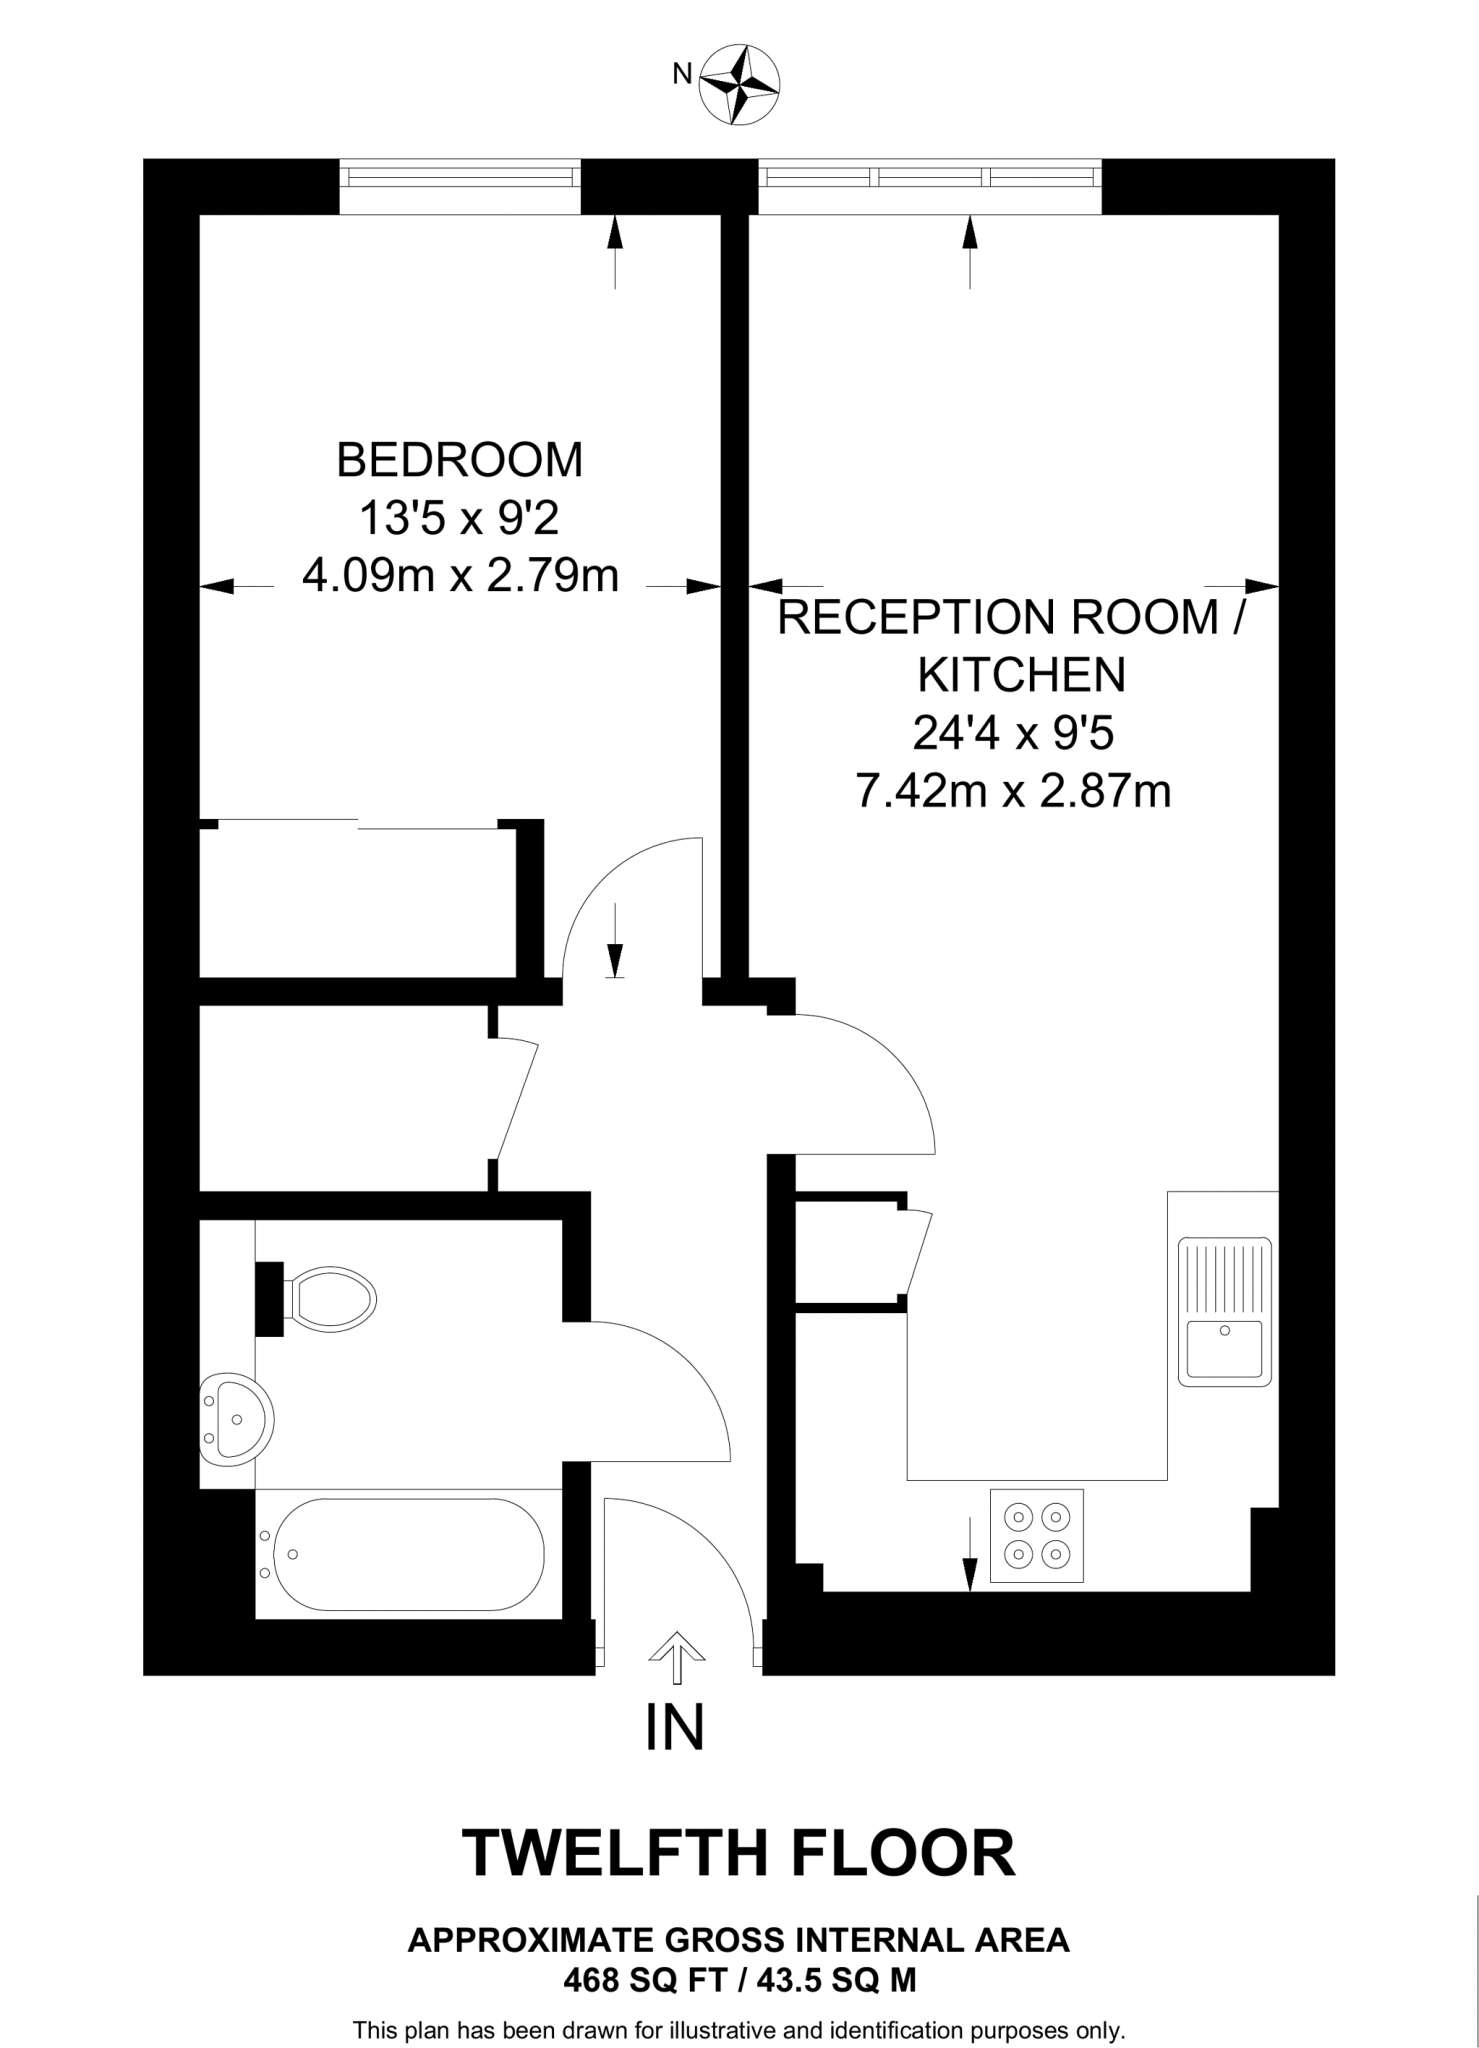 N
BEDROOM
13'5 x 9'2
4.09m x 2.79m
RECEPTION ROOM /
KITCHEN
24'4 x 9'5
7.42m x 2.87m
IN
TWELFTH FLOOR
APPROXIMATE GROSS INTERNAL AREA
468 SQ FT / 43.5 SQ M
This plan has been drawn for illustrative and identification purposes only.